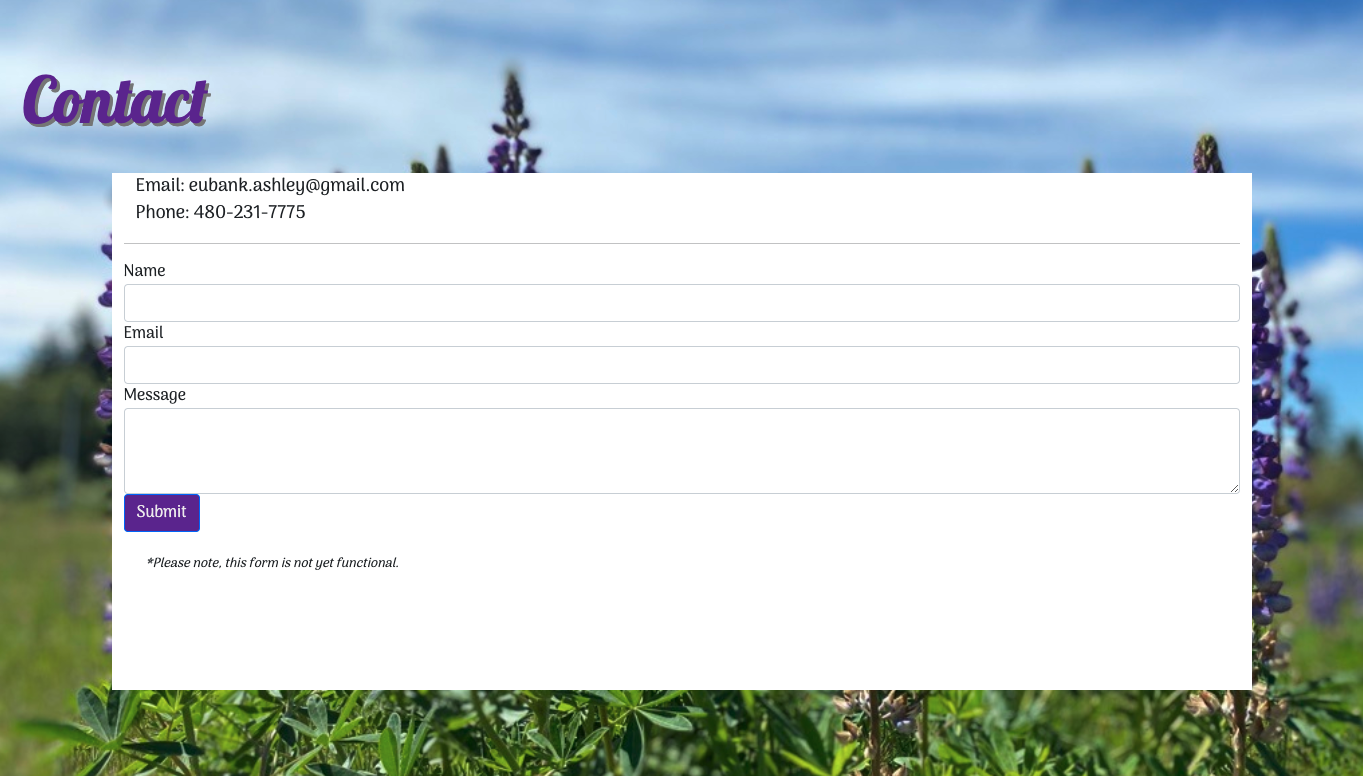 Contact
Email: eubank.ashley@gmail.com
Phone: 480-231-7775
Name
Email
Message
Submit
*Please note, this form is not yet functional.